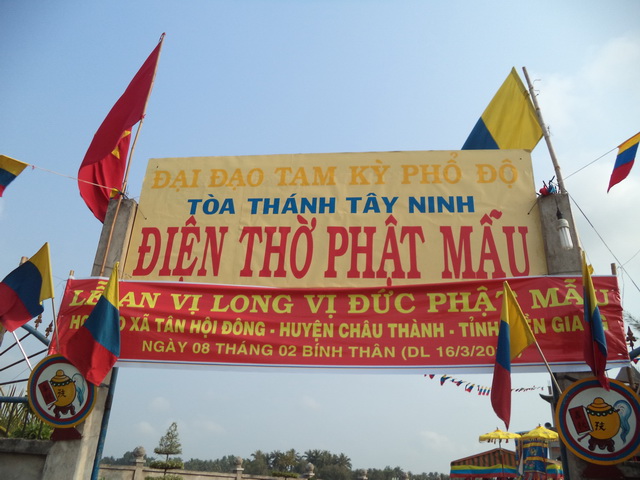 ĐẠI ĐẠO TAM KỲ PHỔ ĐỘ
TÒA THÁNH TÂY NINH
ĐIỆN THỜ PHẬT MẪU
LỄ AN VỊ LONG VỊ ĐỨC PHẬT MẪU
XÃ TÂN HỘI ĐÔNG - HUYỆN CHÂU THÀNH - TỈNH GIANG
NGÀY 08 THÁNG 02 BÍNH THÂN (DL 16/3/20